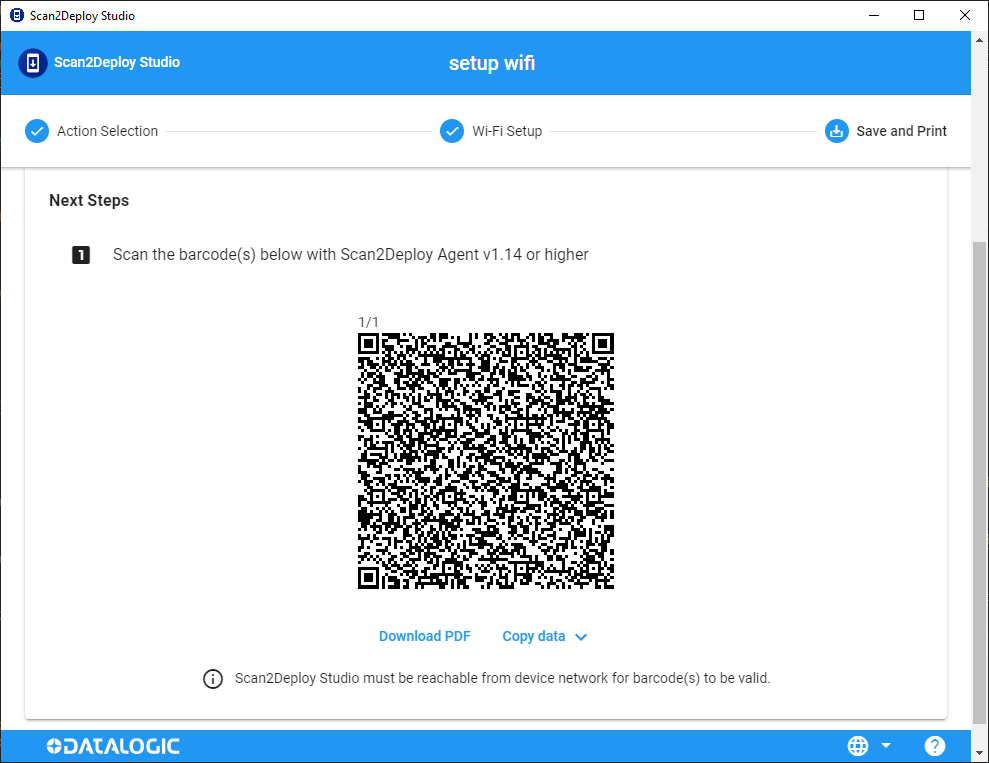 Scan2Deploy Studio
Scan2Deploy Studio
setup wifi
Action Selection
Wi-Fi Setup
Save and Print
Next Steps
1 Scan the barcode(s) below with Scan2Deploy Agent v1.14 or higher
1/1
Download PDF
Copy data
Scan2Deploy Studio must be reachable from device network for barcode(s) to be valid.
DATALOGIC